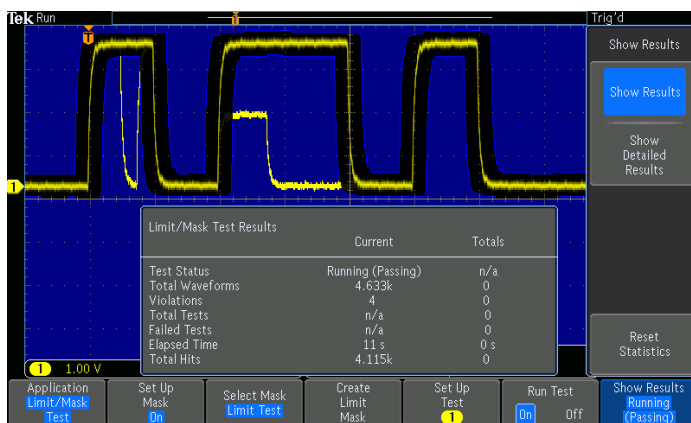 Tek Run
Trig'd
T
T
Show Results
Show Results
Show
Detailed
Results
1
Limit/Mask Test Results
Current Totals
Test Status Running (Passing) n/a
Total Waveforms 4.633k 0
Violations 4 0
Total Tests n/a 0
Failed Tests n/a 0
Elapsed Time 11 s 0 s
Total Hits 4.115k 0
Reset
Statistics
1 1.00 V
Application
Limit/Mask
Test
Set Up
Mask
On
Select Mask
Limit Test
Create
Limit
Mask
Set Up
Test
1
Run Test
On Off
Show Results
Running
(Passing)